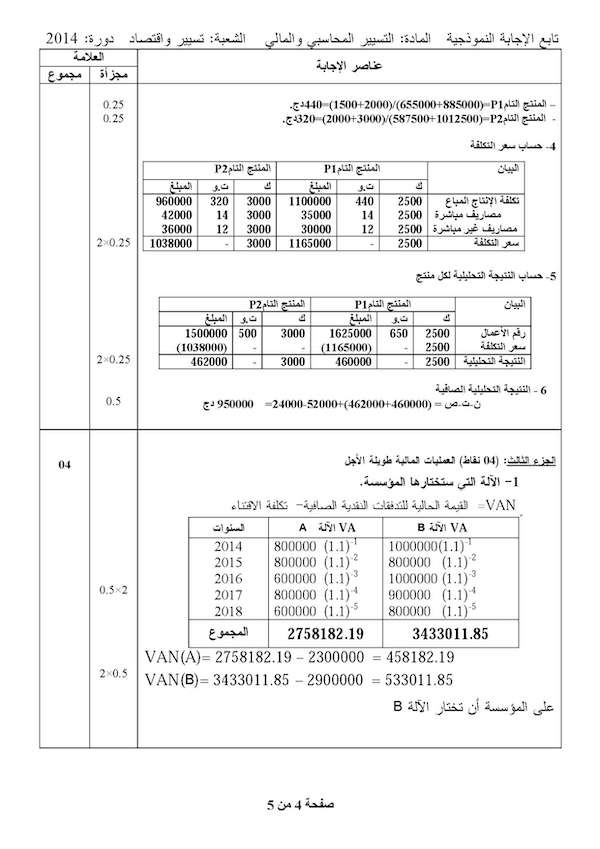 تابع الإجابة النموذجية المادة: التسيير المحاسبي والمالي الشعبة: تسيير واقتصاد دورة: 2014
عناصر الإجابة العلامة
مجزأة مجموع
– المنتج التامP1=(885000+655000)/(2000+1500)=440دج. 0.25
- المنتج التامP2=(1012500+587500)/(3000+2000)=320دج. 0.25
4- حساب سعر التكلفة
البيان المنتج التامP1 المنتج التامP2
ك ت.و المبلغ ك ت.و المبلغ
تكلفة الإنتاج المباع 2500 440 1100000 3000 320 960000
مصاريف مباشرة 2500 14 35000 3000 14 42000
مصاريف غير مباشرة 2500 12 30000 3000 12 36000
سعر التكلفة 2500 - 1165000 3000 - 1038000 2×0.25
5- حساب النتيجة التحليلية لكل منتج
البيان المنتج التامP1 المنتج التامP2
ك ت.و المبلغ ك ت.و المبلغ
رقم الأعمال 2500 650 1625000 3000 500 1500000
سعر التكلفة 2500 - (1165000) - - (1038000)
النتيجة التحليلية 2500 - 460000 3000 - 462000 2×0.25
6 - النتيجة التحليلية الصافية
ن-ت-ص = (460000+462000)+52000-24000= 950000 دج 0.5
الجزء الثالث: (04 نقاط) العمليات المالية طويلة الأجل 04
1- الآلة التي ستختارها المؤسسة.
VAN= القيمة الحالية للتدفقات النقدية الصافية– تكلفة الاقتناء
السنوات VA الآلة A VA الآلة B
2014 800000 (1.1)-1 1000000(1.1)-1
2015 800000 (1.1)-2 800000 (1.1)-2
2016 600000 (1.1)-3 1000000 (1.1)-3
2017 800000 (1.1)-4 900000 (1.1)-4 0.5×2
2018 600000 (1.1)-5 800000 (1.1)-5
المجموع 2758182.19 3433011.85
VAN(A)= 2758182.19 – 2300000 = 458182.19
VAN(B)= 3433011.85 – 2900000 = 533011.85 2×0.5
على المؤسسة أن تختار الآلة B
صفحة 4 من 5